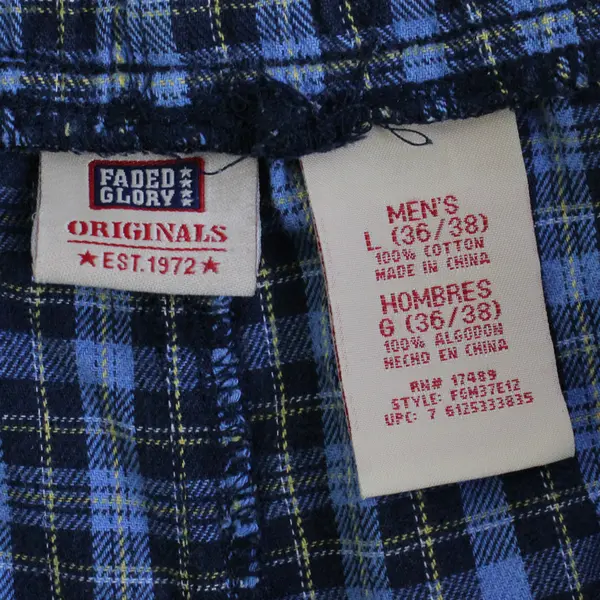 FADED
GLORY
ORIGINALS
★ EST.1972 ★
MEN'S
L (36/38)
100% COTTON
MADE IN CHINA
HOMBRES
G (36/38)
100% ALGODON
HECHO EN CHINA
RN# 17489
STYLE: FGM37E12
UPC: 7 6125333835